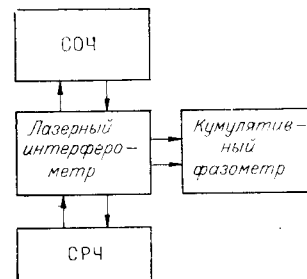 СОЧ
Лазерный
интерферо-
метр
Кумулятив-
ный
фазометр
СРЧ